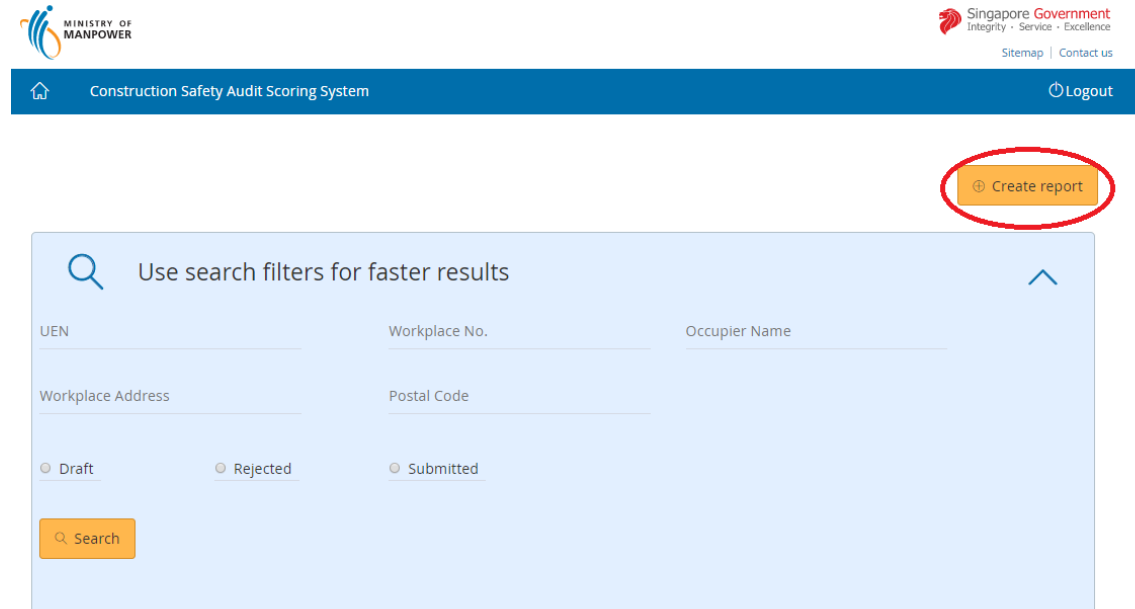 MINISTRY OF
MANPOWER
Singapore Government
Integrity · Service · Excellence
Sitemap | Contact us
Construction Safety Audit Scoring System
Logout
Create report
Use search filters for faster results
UEN
Workplace No.
Occupier Name
Workplace Address
Postal Code
Draft
Rejected
Submitted
Search